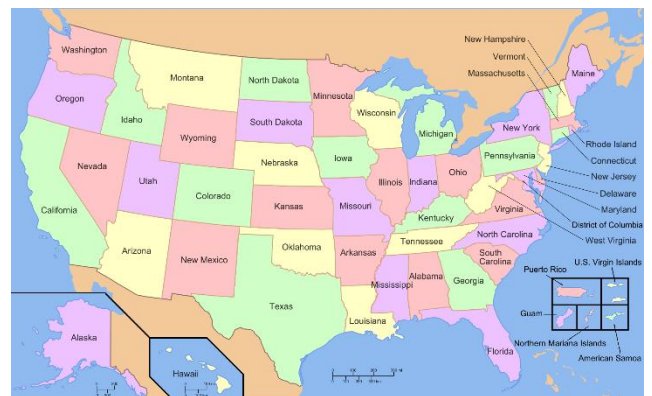 New Hampshire
Vermont
Massachusetts
Washington
Montana
North Dakota
Minnesota
Maine
Oregon
Idaho
Wyoming
South Dakota
Wisconsin
Michigan
New York
Rhode Island
Connecticut
New Jersey
Delaware
Maryland
District of Columbia
West Virginia
Nevada
Utah
Colorado
Nebraska
Iowa
Illinois
Indiana
Ohio
Pennsylvania
California
Kansas
Missouri
Kentucky
Virginia
Arizona
New Mexico
Oklahoma
Arkansas
Tennessee
North Carolina
South
Carolina
Texas
Louisiana
Mississippi
Alabama
Georgia
Florida
Alaska
Hawaii
Puerto Rico
U.S. Virgin Islands
Guam
Northern Mariana Islands
American Samoa